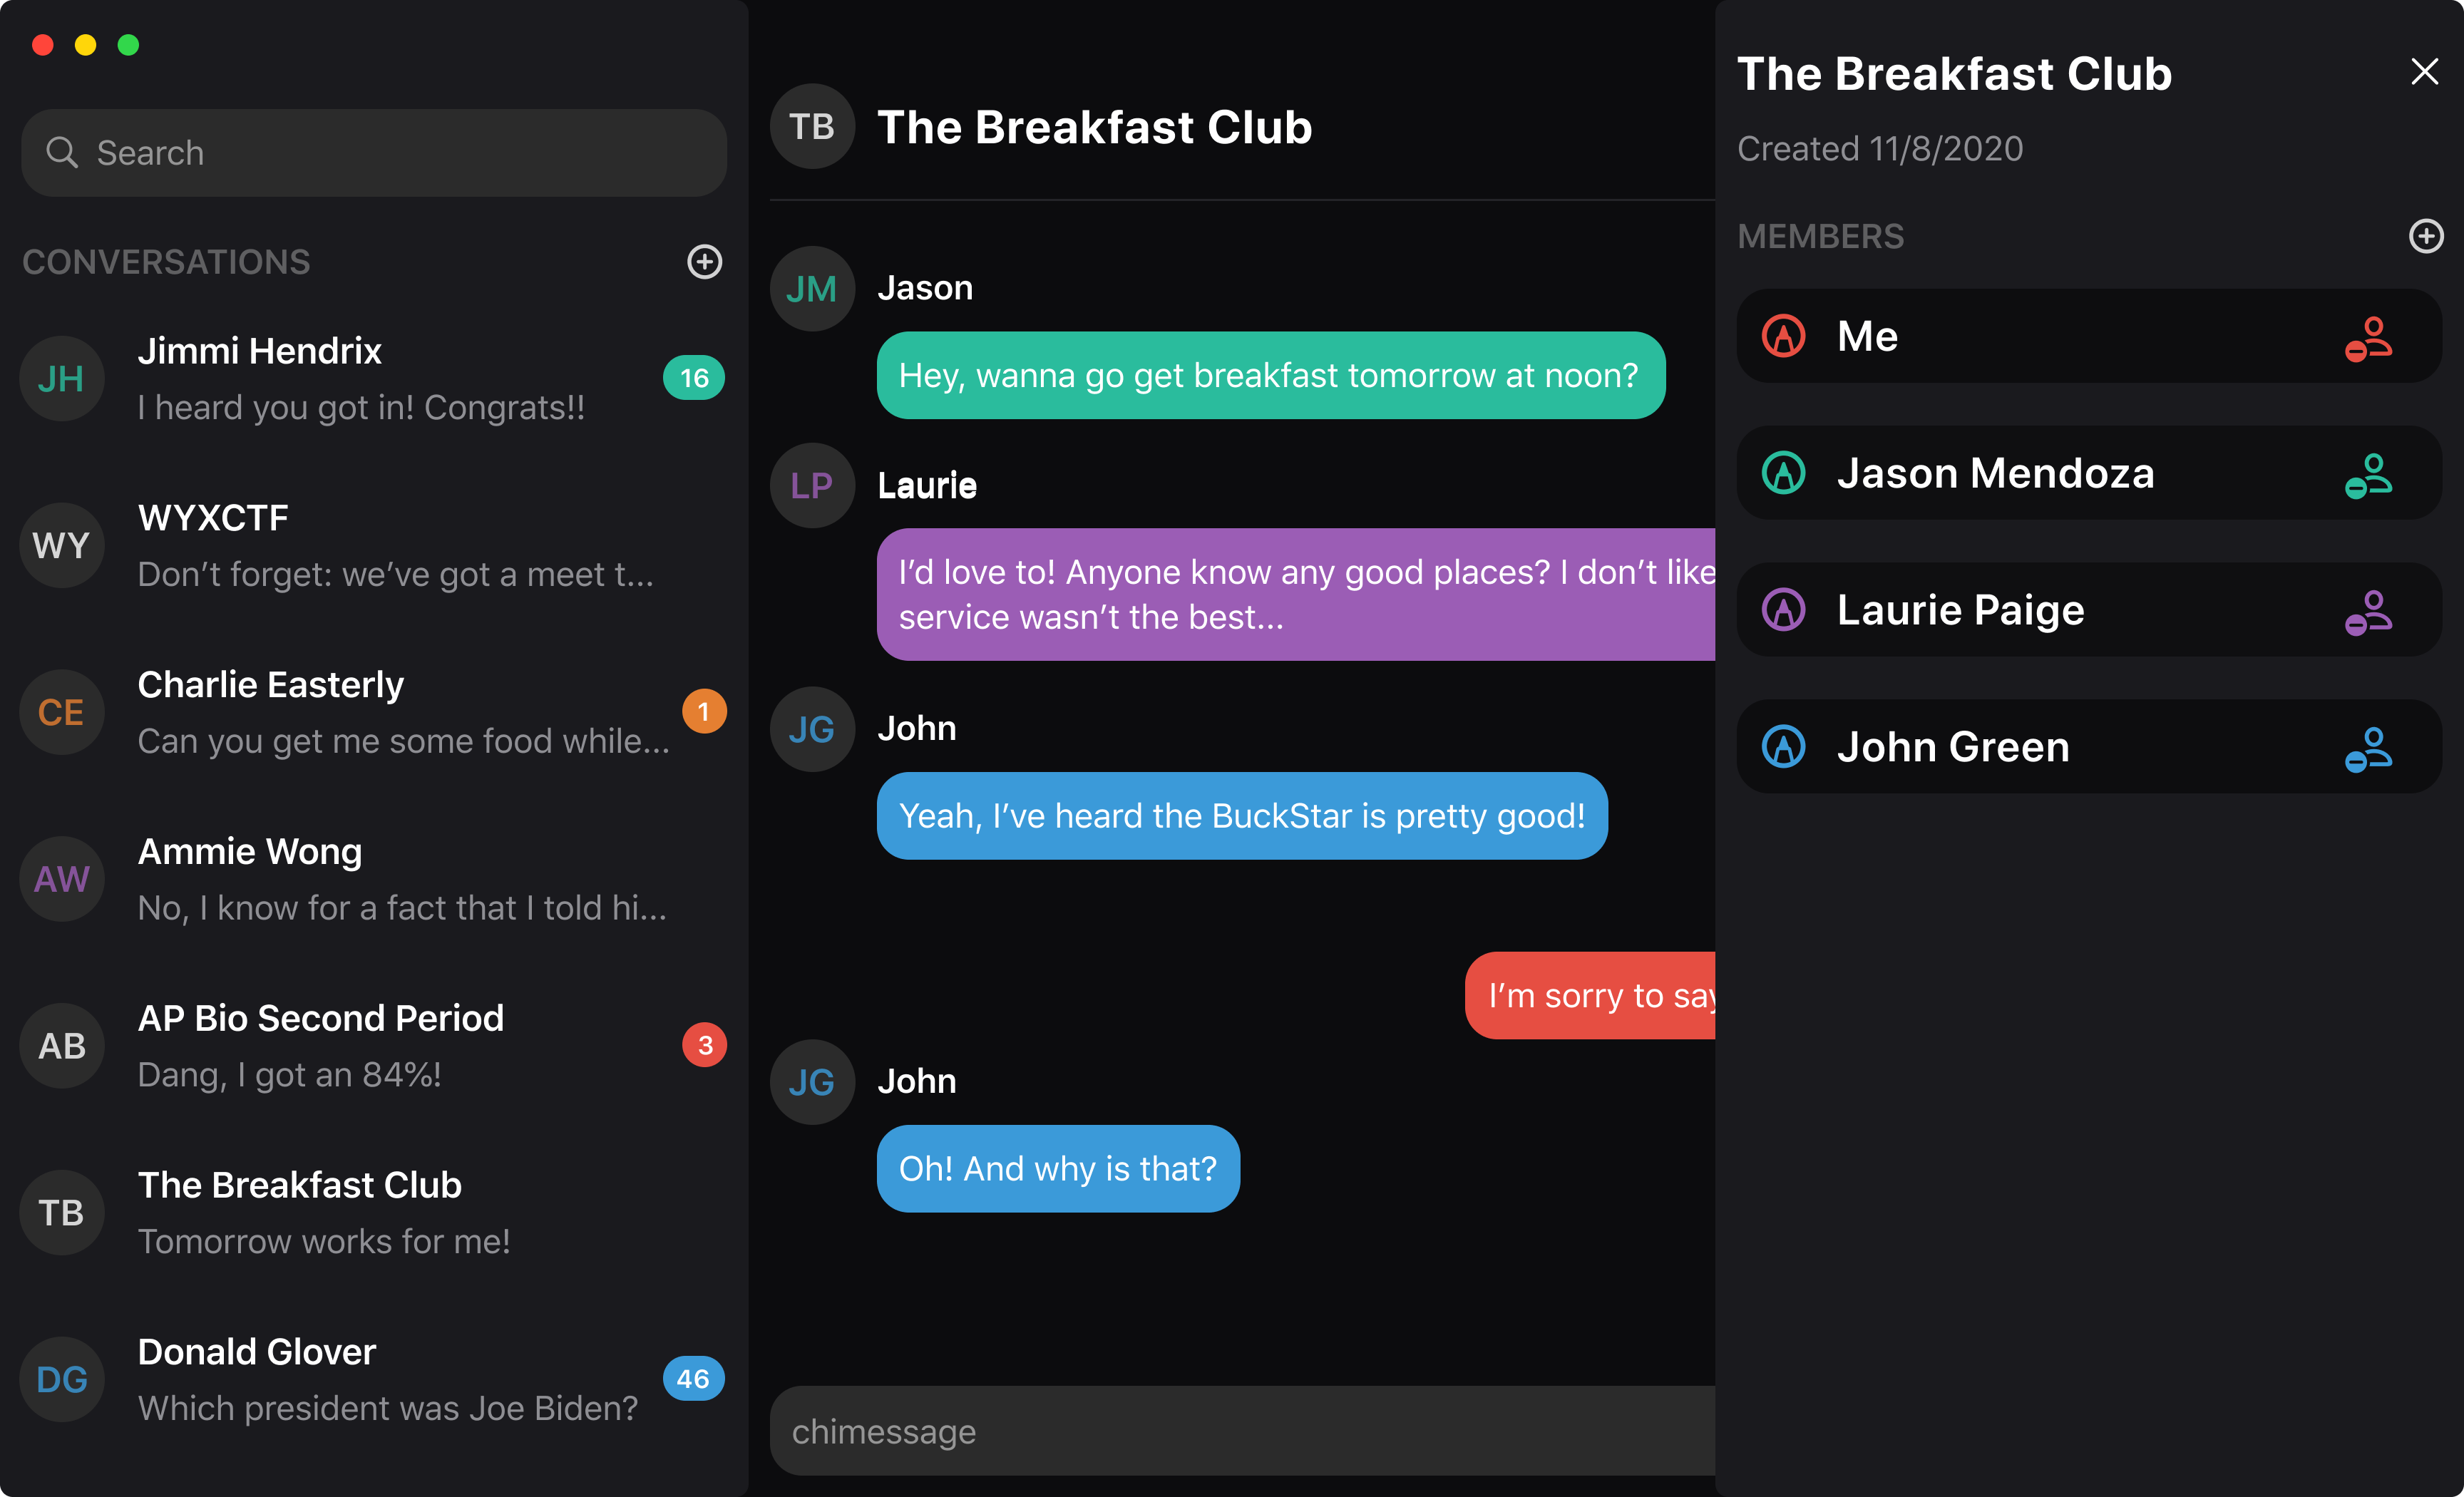 Search
CONVERSATIONS
JH
Jimmi Hendrix
I heard you got in! Congrats!!
16
WY
WYXCTF
Don’t forget: we’ve got a meet t...
CE
Charlie Easterly
Can you get me some food while...
1
AW
Ammie Wong
No, I know for a fact that I told hi...
AB
AP Bio Second Period
Dang, I got an 84%!
3
TB
The Breakfast Club
Tomorrow works for me!
DG
Donald Glover
Which president was Joe Biden?
46
TB
The Breakfast Club
JM
Jason
Hey, wanna go get breakfast tomorrow at noon?
LP
Laurie
I’d love to! Anyone know any good places? I don’t like
service wasn’t the best...
JG
John
Yeah, I’ve heard the BuckStar is pretty good!
I’m sorry to say
JG
John
Oh! And why is that?
chimessage
The Breakfast Club
Created 11/8/2020
MEMBERS
Me
Jason Mendoza
Laurie Paige
John Green